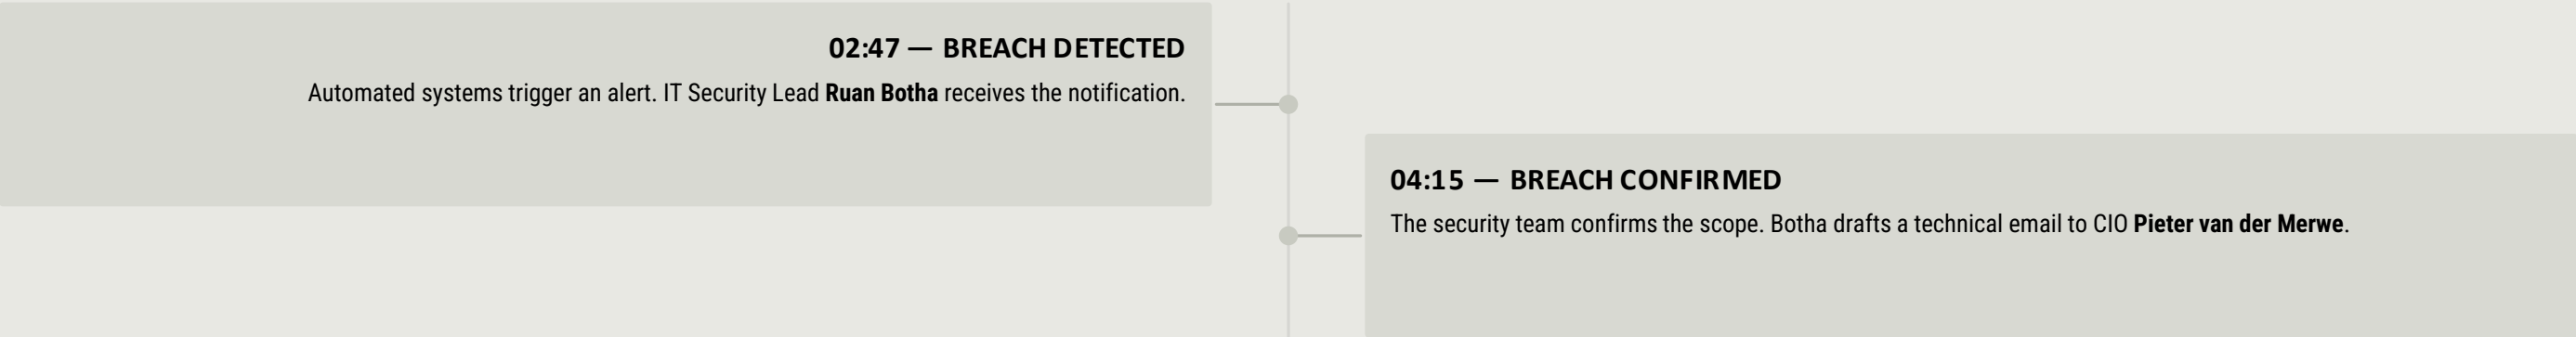 02:47 — BREACH DETECTED
Automated systems trigger an alert. IT Security Lead Ruan Botha receives the notification.
04:15 — BREACH CONFIRMED
The security team confirms the scope. Botha drafts a technical email to CIO Pieter van der Merwe.